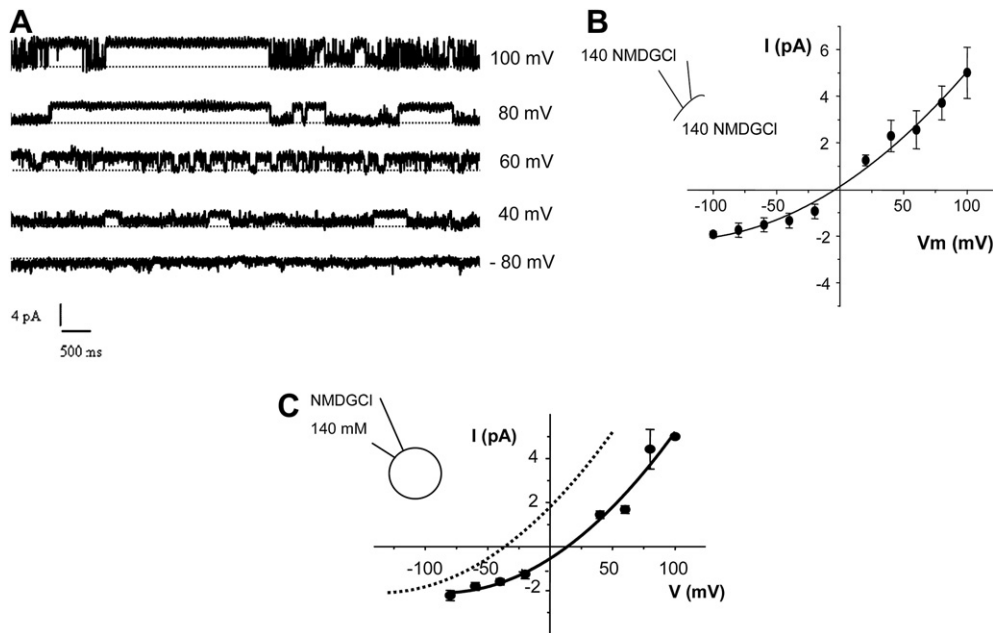 A
100 mV
80 mV
60 mV
40 mV
- 80 mV
4 pA
500 ms
B
I (pA)
140 NMDGCl
140 NMDGCl
6
4
2
-100
-50
50
100
-2
-4
Vm (mV)
C
NMDGCl
140 mM
I (pA)
4
2
-100
-50
50
100
-2
V (mV)